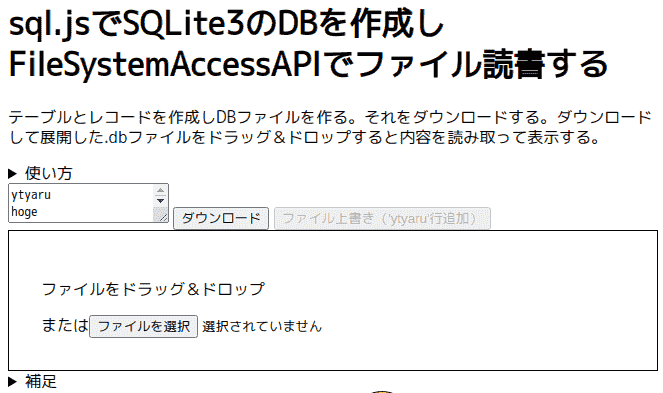 sql.jsでSQLite3のDBを作成し
FileSystemAccessAPIでファイル読書する
テーブルとレコードを作成しDBファイルを作る。それをダウンロードする。ダウンロード
して展開した.dbファイルをドラッグ＆ドロップすると内容を読み取って表示する。
▶ 使い方
ytyaru
hoge
ダウンロード ファイル上書き（'ytyaru'行追加）
ファイルをドラッグ＆ドロップ
またはファイルを選択 選択されていません
▶ 補足